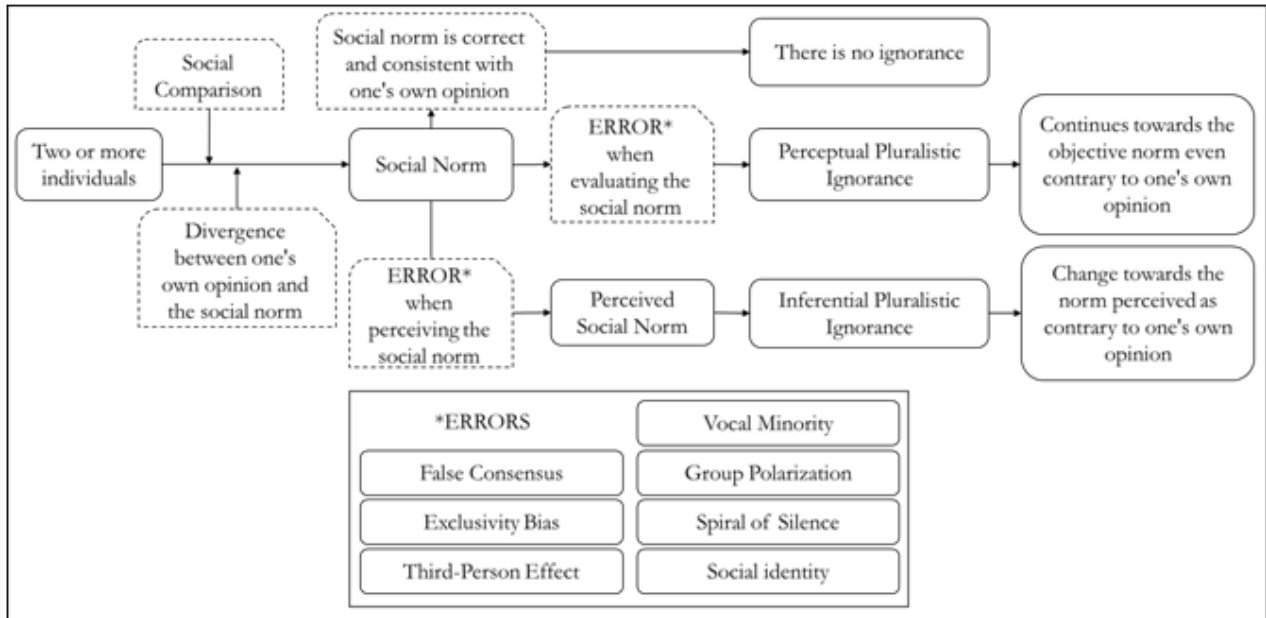 Social
Comparison
Social norm is correct
and consistent with
one's own opinion
There is no ignorance
Two or more
individuals
Social Norm
ERROR*
when
evaluating the
social norm
Perceptual Pluralistic
Ignorance
Continues towards the
objective norm even
contrary to one's own
opinion
Divergence
between one's
own opinion and
the social norm
ERROR*
when
perceiving the
social norm
Perceived
Social Norm
Inferential Pluralistic
Ignorance
Change towards the
norm perceived as
contrary to one's own
opinion
*ERRORS
Vocal Minority
False Consensus
Group Polarization
Exclusivity Bias
Spiral of Silence
Third-Person Effect
Social identity